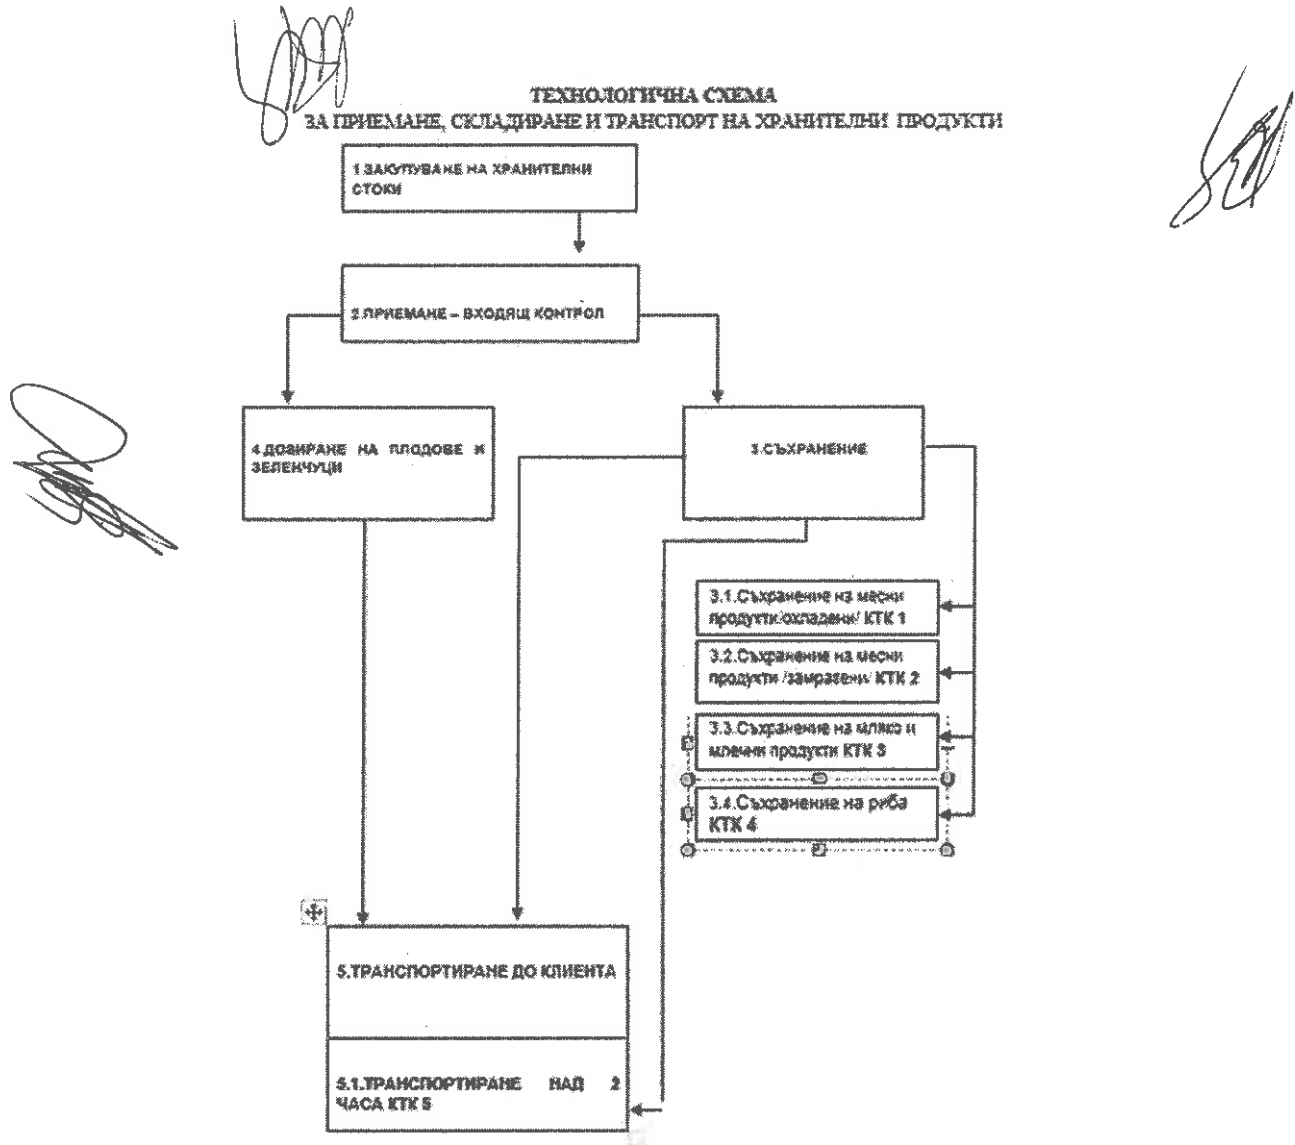 ТЕХНОЛОГИЧНА СХЕМА
ЗА ПРИЕМАНЕ, СКЛАДИРАНЕ И ТРАНСПОРТ НА ХРАНИТЕЛНИ ПРОДУКТИ
1.ЗАКУПУВАНЕ НА ХРАНИТЕЛНИ
СТОКИ
2.ПРИЕМАНЕ – ВХОДЯЩ КОНТРОЛ
4.ДОЗИРАНЕ НА ПЛОДОВЕ И
ЗЕЛЕНЧУЦИ
3.СЪХРАНЕНИЕ
3.1.Съхранение на месни
продукти/охладени/ КТК 1
3.2.Съхранение на месни
продукти /замразени/ КТК 2
3.3.Съхранение на мляко и
млечни продукти КТК 3
3.4.Съхранение на риба
КТК 4
5.ТРАНСПОРТИРАНЕ ДО КЛИЕНТА
5.1.ТРАНСПОРТИРАНЕ НАД 2
ЧАСА КТК 5